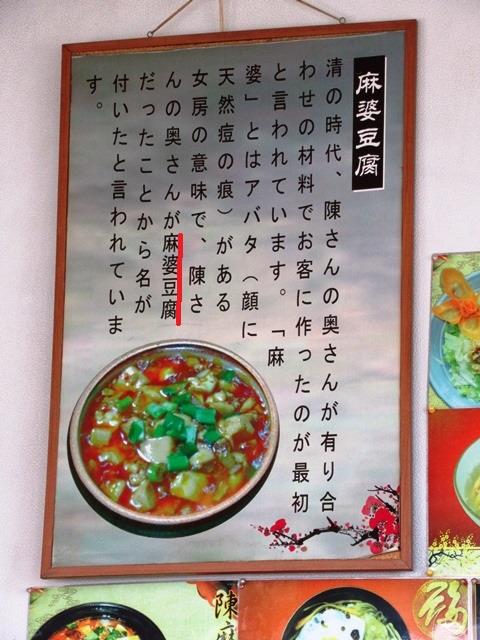 麻婆豆腐
清の時代、陳さんの奥さんが有り合
わせの材料でお客に作ったのが最初
と言われています。「麻
婆」とはアバタ（顔に
天然痘の痕）がある
女房の意味で、陳さ
んの奥さんが麻婆豆腐
だったことから名が
付いたと言われていま
す。
陳麻
福